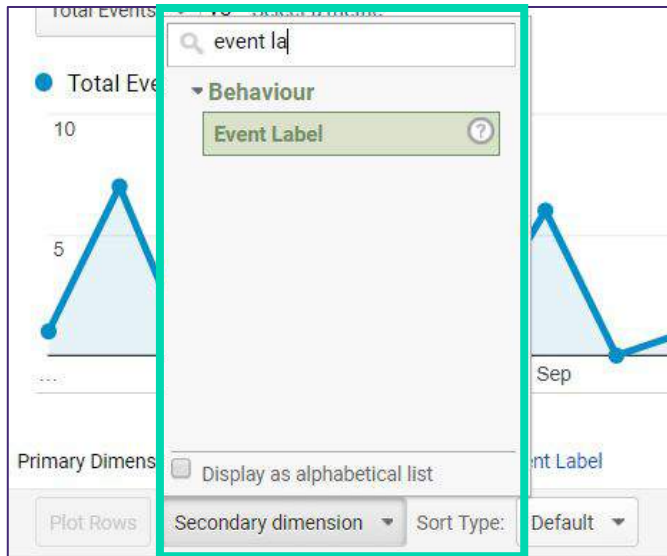 Total Events
event la
Total Eve
Behaviour
10
Event Label
5
...
Sep
Display as alphabetical list
Primary Dimens
nt Label
Plot Rows
Secondary dimension
Sort Type:
Default